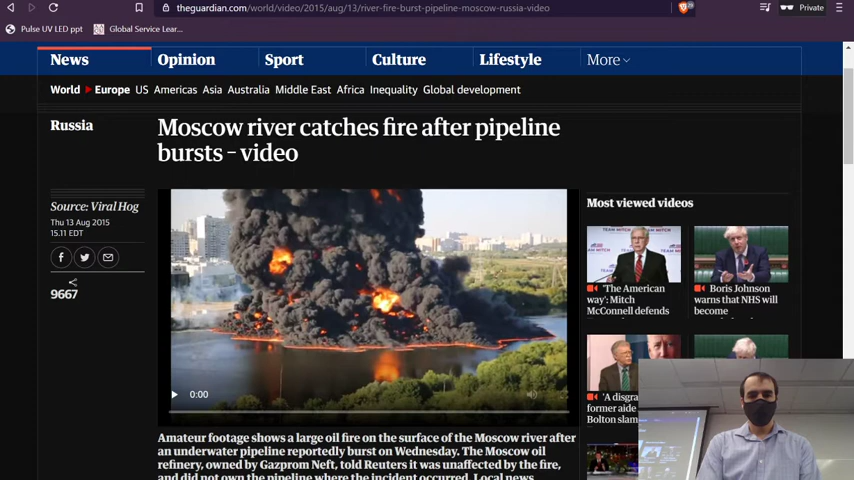 theguardian.com/world/video/2015/aug/13/river-fire-burst-pipeline-moscow-russia-video
Private
Pulse UV LED ppt
Global Service Lear...
News
Opinion
Sport
Culture
Lifestyle
More
World
Europe
US
Americas
Asia
Australia
Middle East
Africa
Inequality
Global development
Russia
Moscow river catches fire after pipeline
bursts – video
Source: Viral Hog
Thu 13 Aug 2015
15.11 EDT
9667
0:00
Amateur footage shows a large oil fire on the surface of the Moscow river after
an underwater pipeline reportedly burst on Wednesday. The Moscow oil
refinery, owned by Gazprom Neft, told Reuters it was unaffected by the fire,
and did not own the pipeline where the incident occurred. Local news
Most viewed videos
TEAM MITCH
'The American
way': Mitch
McConnell defends
Boris Johnson
warns that NHS will
become
'A disgra
former aide
Bolton slam